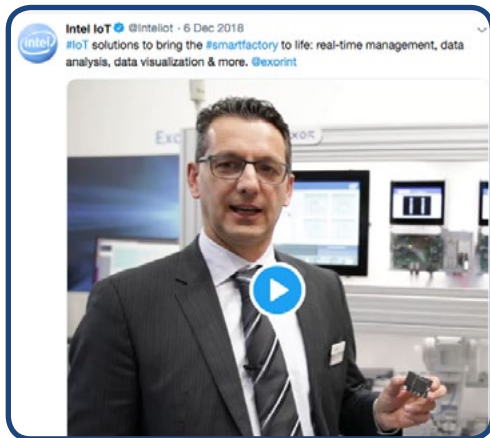 Intel IoT @Inteliot · 6 Dec 2018
#IoT solutions to bring the #smartfactory to life: real-time management, data
analysis, data visualization & more. @exorint
intel